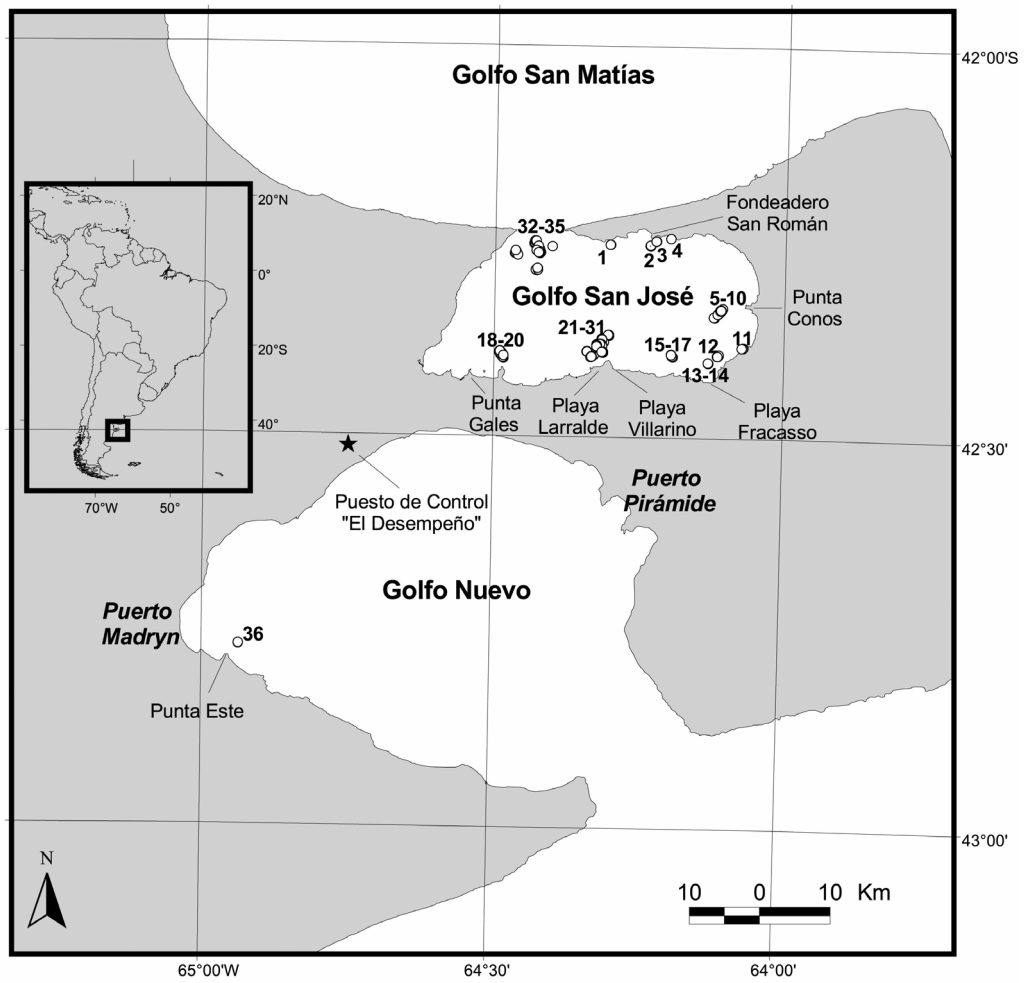 42°00'S
Golfo San Matías
20°N
0°
20°S
40°
70°W
50°
Fondeadero
San Román
32-35
1
2
3
4
Golfo San José
5-10
Punta
Conos
21-31
18-20
15-17
12
11
13-14
Punta
Gales
Playa
Larralde
Playa
Villarino
Playa
Fracasso
42°30'
Puerto
Pirámide
Puesto de Control
"El Desempeño"
Golfo Nuevo
Puerto
Madryn
36
Punta Este
43°00'
N
10
0
10
Km
65°00'W
64°30'
64°00'